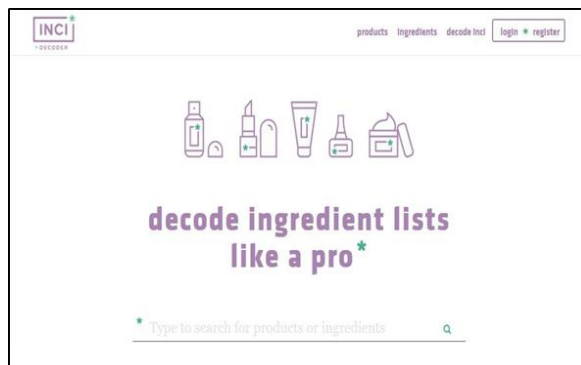 INCI*
*DECODER
products ingredients decode inci login * register
decode ingredient lists
like a pro*
* Type to search for products or ingredients